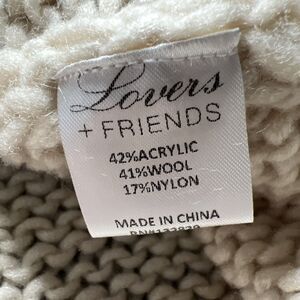 Lovers
+ FRIENDS
42%ACRYLIC
41%WOOL
17%NYLON
MADE IN CHINA